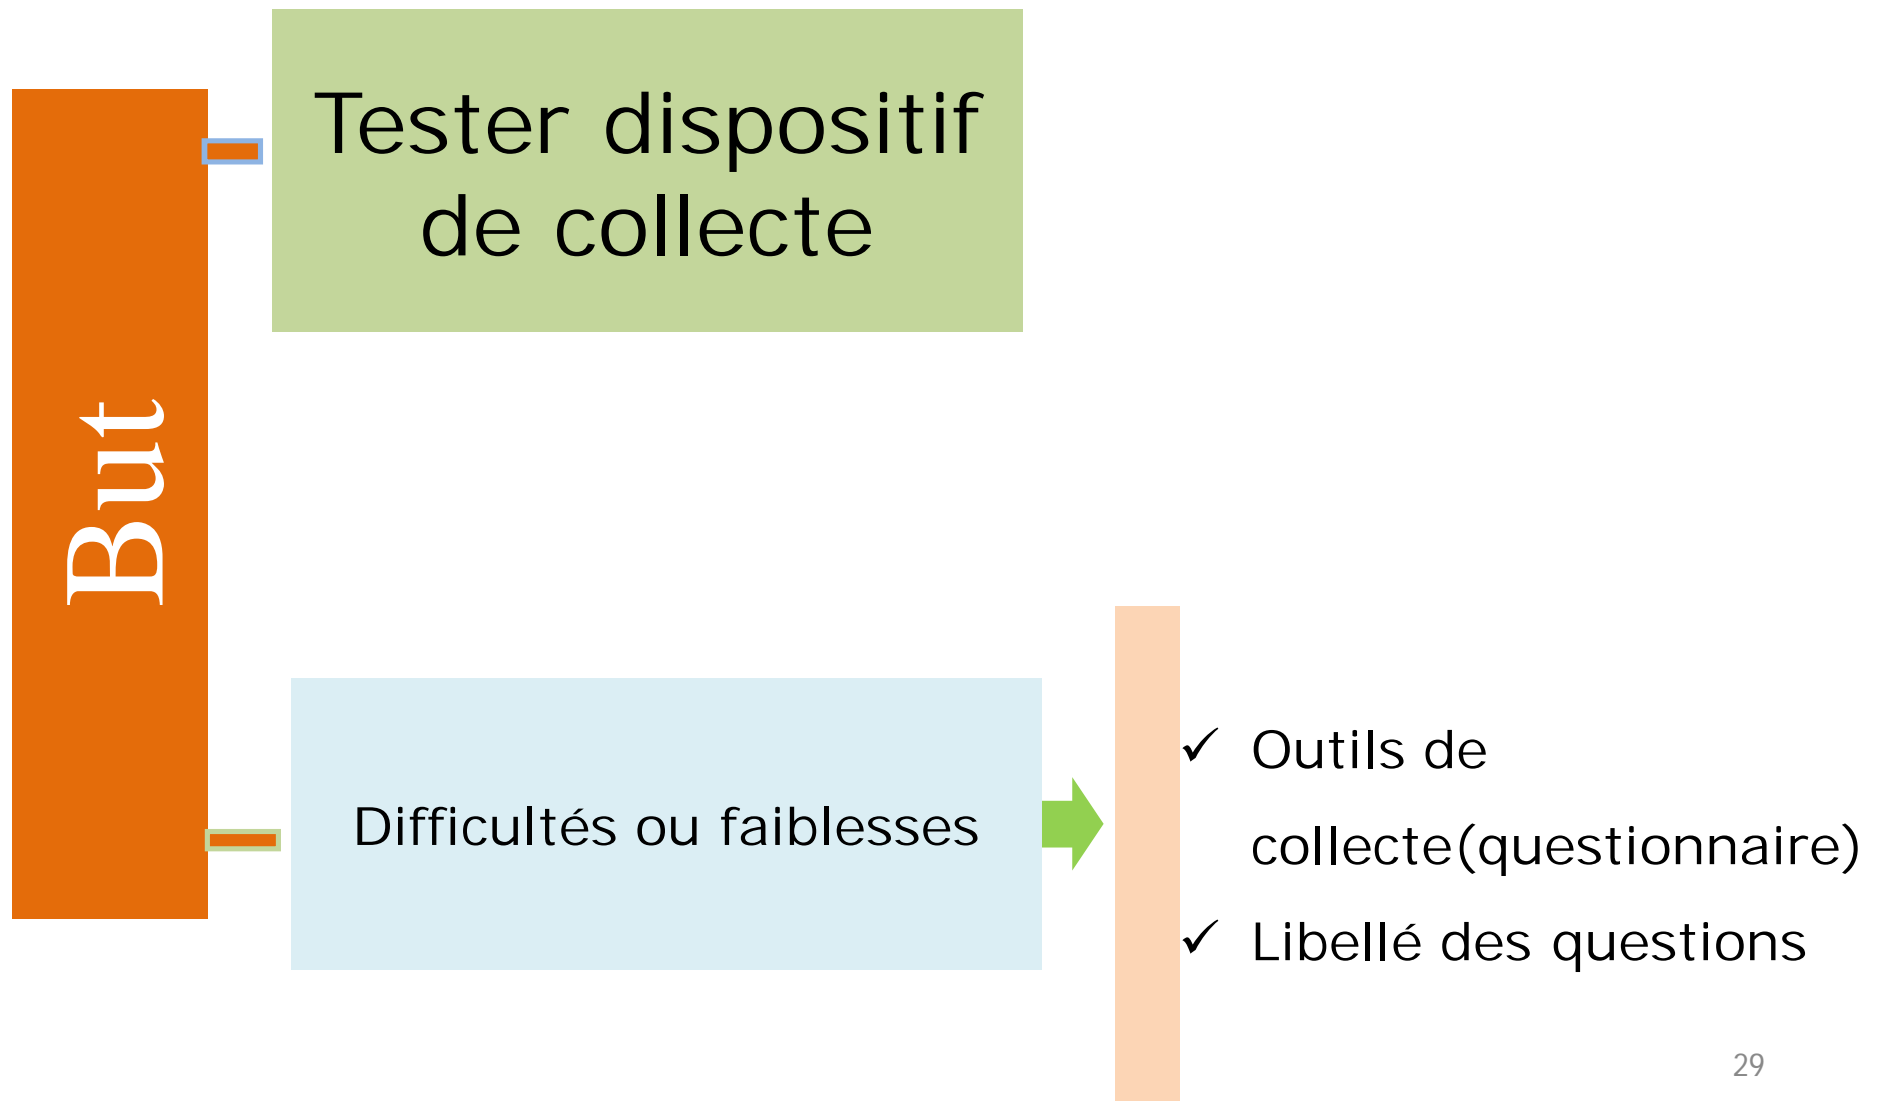 But
Tester dispositif
de collecte
Difficultés ou faiblesses
✓ Outils de
collecte(questionnaire)
✓ Libellé des questions
29